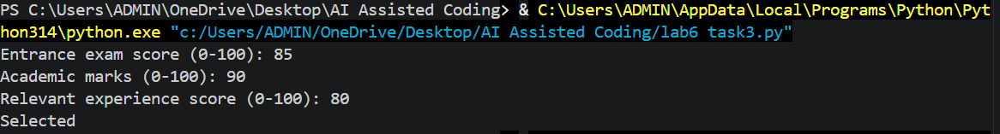 PS C:\Users\ADMIN\OneDrive\Desktop\AI Assisted Coding> & C:\Users\ADMIN\AppData\Local\Programs\Python\Pyt
hon314\python.exe "c:/Users/ADMIN/OneDrive/Desktop/AI Assisted Coding/lab6 task3.py"
Entrance exam score (0-100): 85
Academic marks (0-100): 90
Relevant experience score (0-100): 80
Selected